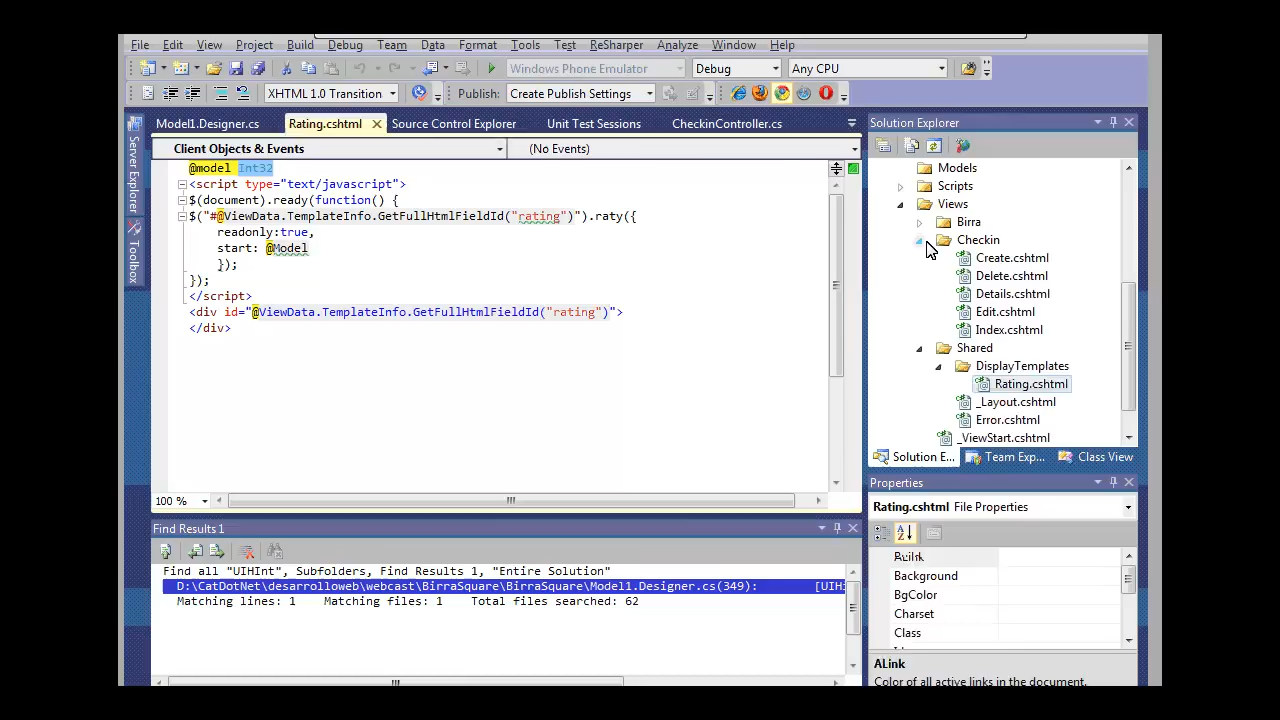 File Edit View Project Build Debug Team Data Format Tools Test ReSharper Analyze Window Help
Windows Phone Emulator Debug Any CPU
XHTML 1.0 Transition Publish: Create Publish Settings
Server Explorer
Toolbox
Model1.Designer.cs Rating.cshtml Source Control Explorer Unit Test Sessions CheckinController.cs
Client Objects & Events (No Events)
@model Int32
<script type="text/javascript">
$(document).ready(function() {
$("#@ViewData.TemplateInfo.GetFullHtmlFieldId("rating")").raty({
readonly:true,
start: @Model
});
});
</script>
<div id="@ViewData.TemplateInfo.GetFullHtmlFieldId("rating")">
</div>
100 %
Find Results 1
Find all "UIHInt", Subfolders, Find Results 1, "Entire Solution"
D:\CatDotNet\desarrolloweb\webcast\BirraSquare\BirraSquare\Model1.Designer.cs(349): [UIHi
Matching lines: 1 Matching files: 1 Total files searched: 62
Solution Explorer
Models
Scripts
Views
Birra
Checkin
Create.cshtml
Delete.cshtml
Details.cshtml
Edit.cshtml
Index.cshtml
Shared
DisplayTemplates
Rating.cshtml
_Layout.cshtml
Error.cshtml
_ViewStart.cshtml
Solution E... Team Exp... Class View
Properties
Rating.cshtml File Properties
Background
BgColor
Charset
Class
ALink
Color of all active links in the document.